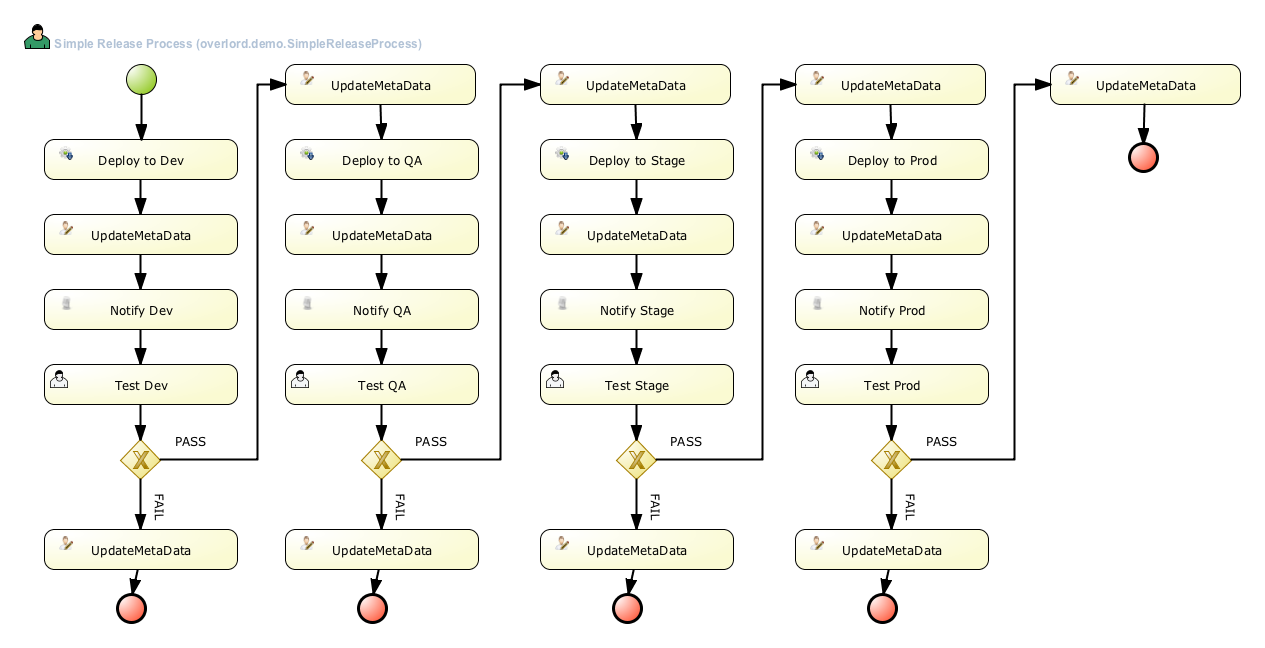 Simple Release Process (overlord.demo.SimpleReleaseProcess)
Deploy to Dev
UpdateMetaData
Notify Dev
Test Dev
PASS
FAIL
UpdateMetaData
UpdateMetaData
Deploy to QA
UpdateMetaData
Notify QA
Test QA
PASS
FAIL
UpdateMetaData
UpdateMetaData
Deploy to Stage
UpdateMetaData
Notify Stage
Test Stage
PASS
FAIL
UpdateMetaData
UpdateMetaData
Deploy to Prod
UpdateMetaData
Notify Prod
Test Prod
PASS
FAIL
UpdateMetaData
UpdateMetaData